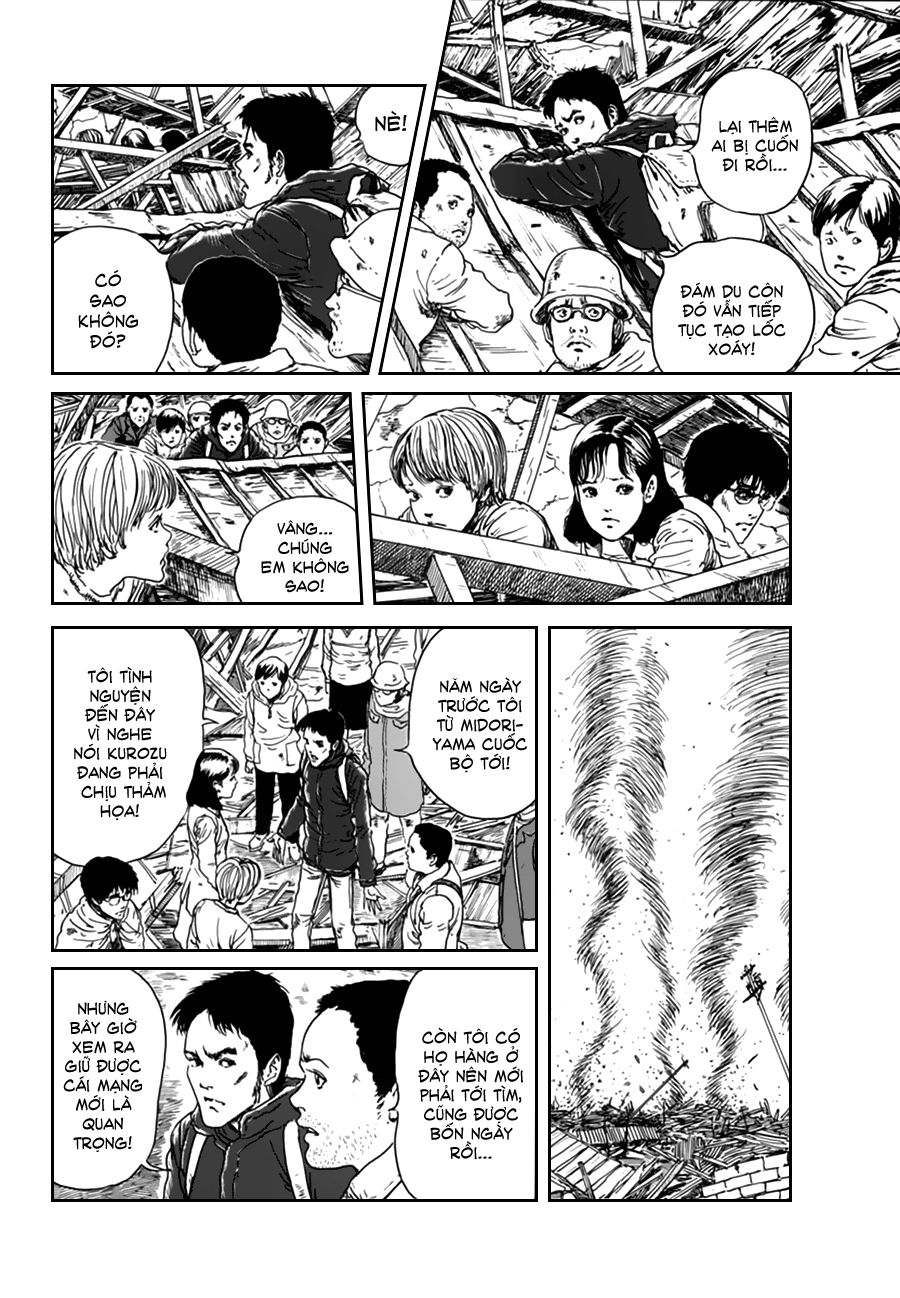 LẠI THÊM
AI BỊ CUỐN
ĐI RỒI....
ĐÁM DU CÔN
ĐÓ VẪN TIẾP
TỤC TẠO LỐC
XOÁY!
NÈ!
CÓ
SAO
KHÔNG
ĐÓ?
VÂNG...
CHÚNG
EM KHÔNG
SAO!
NĂM NGÀY
TRƯỚC TÔI
TỪ MIDORI-
YAMA CUỐC
BỘ TỚI!
TÔI TÌNH
NGUYỆN
ĐẾN ĐÂY
VÌ NGHE
NÓI KUROZU
ĐANG PHẢI
CHỊU THẢM
HỌA!
CÒN TÔI CÓ
HỌ HÀNG Ở
ĐÂY NÊN MỚI
PHẢI TỚI TÌM,
CŨNG ĐƯỢC
BỐN NGÀY
RỒI...
NHƯNG
BÂY GIỜ
XEM RA
GIỮ ĐƯỢC
CÁI MẠNG
MỚI LÀ
QUAN
TRỌNG!